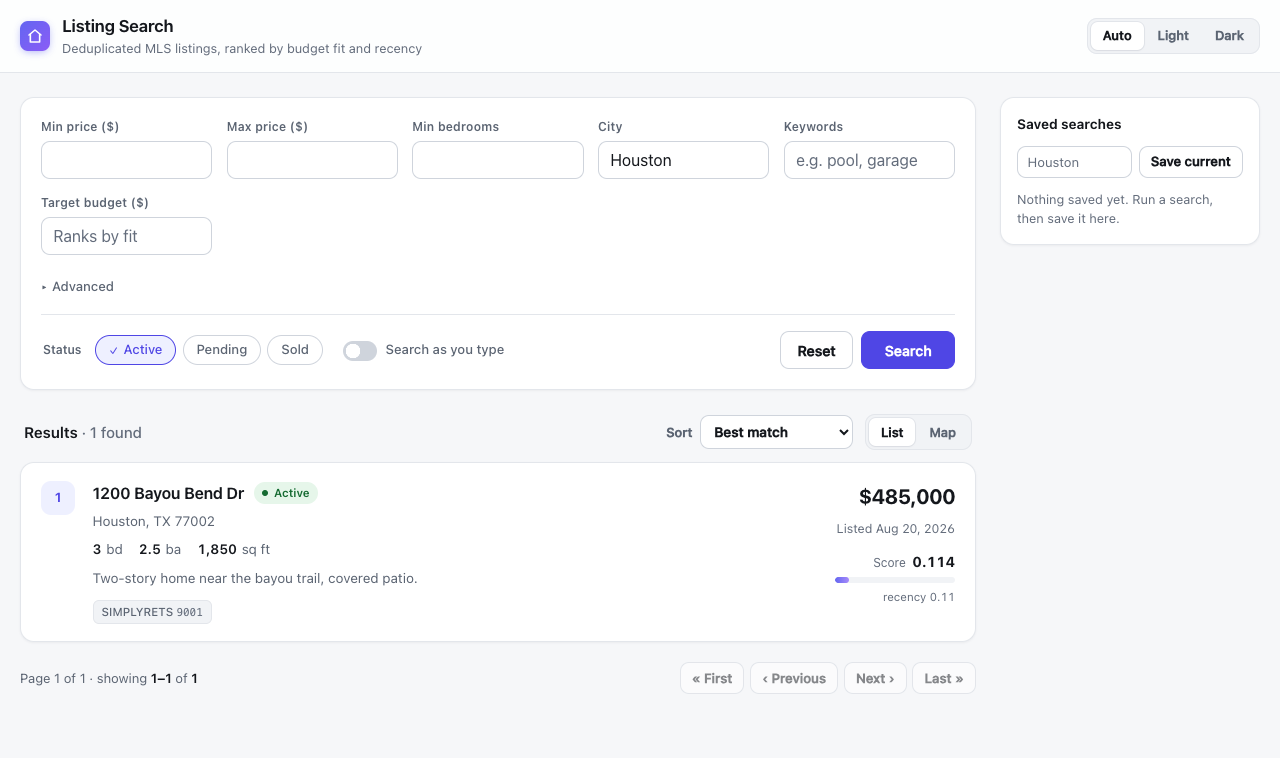 Listing Search
Deduplicated MLS listings, ranked by budget fit and recency
Auto Light Dark
Min price ($) Max price ($) Min bedrooms City Keywords
Houston e.g. pool, garage
Target budget ($)
Ranks by fit
▸ Advanced
Status ✓ Active Pending Sold Search as you type Reset Search
Saved searches
Houston Save current
Nothing saved yet. Run a search,
then save it here.
Results · 1 found Sort Best match List Map
1 1200 Bayou Bend Dr Active $485,000
Houston, TX 77002 Listed Aug 20, 2026
3 bd 2.5 ba 1,850 sq ft Score 0.114
Two-story home near the bayou trail, covered patio.
recency 0.11
SIMPLYRETS 9001
Page 1 of 1 · showing 1–1 of 1 « First ‹ Previous Next › Last »